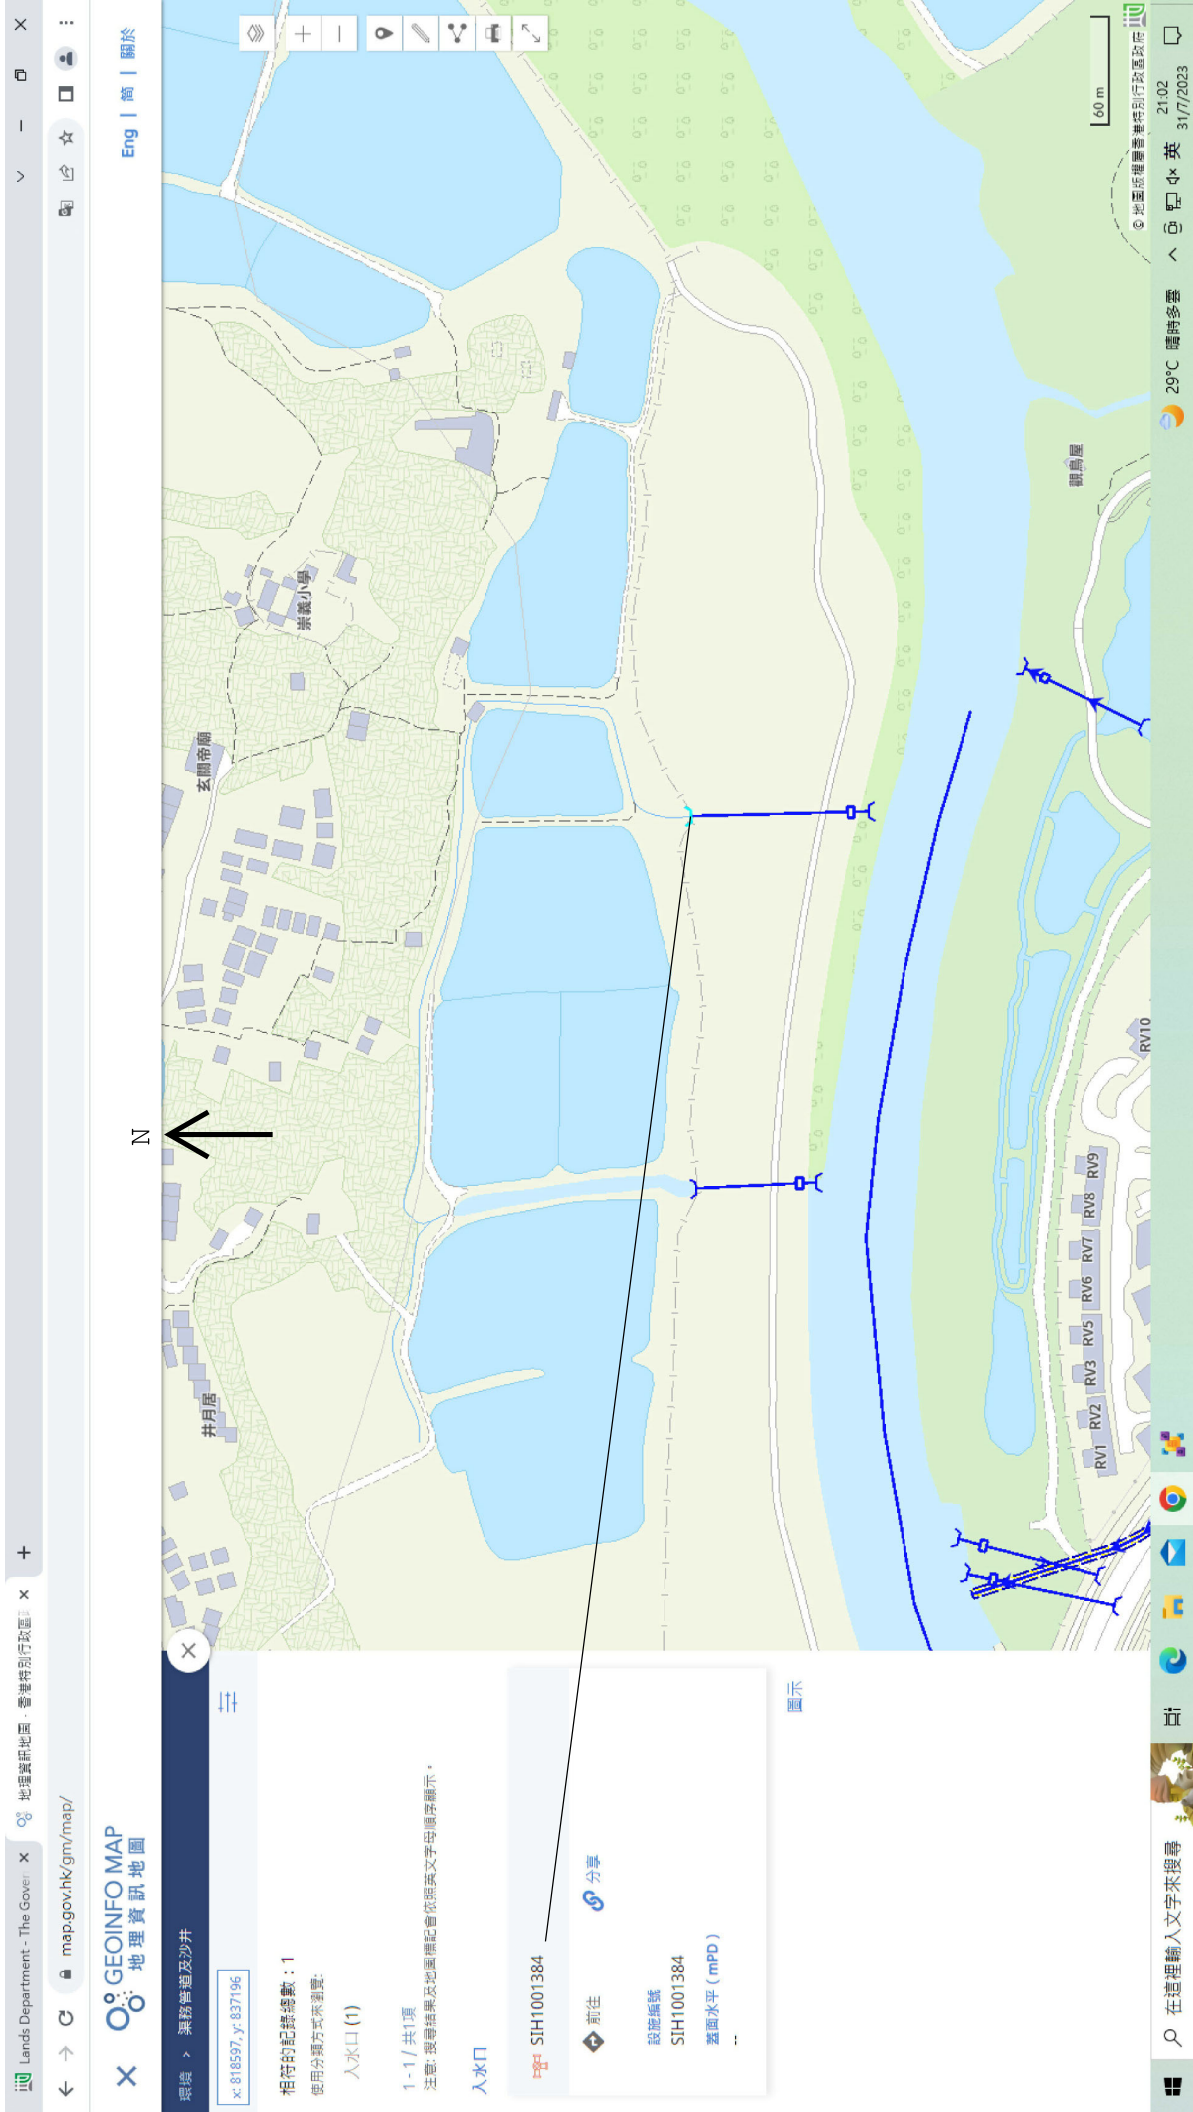 Lands Department - The Gover
地理資訊地圖 - 香港特別行政區
map.gov.hk/gm/map/
GEOINFO MAP
地理資訊地圖
Eng | 简 | 關於
環境 > 渠務管道及沙井
x: 818597, y: 837196
相符的記錄總數：1
使用分類方式來瀏覽:
入水口 (1)
1 - 1 / 共1項
注意: 搜尋結果及地圖標記會依照英文字母順序顯示。
入水口
SIH1001384
前往
分享
設施編號
SIH1001384
蓋面水平 ( mPD )
--
圖示
N
井月居
玄關帝廟
崇義小學
觀鳥屋
RV1
RV2
RV3
RV5
RV6
RV7
RV8
RV9
RV10
60 m
© 地圖版權屬香港特別行政區政府
在這裡輸入文字來搜尋
29°C 晴時多雲
英
21:02
31/7/2023